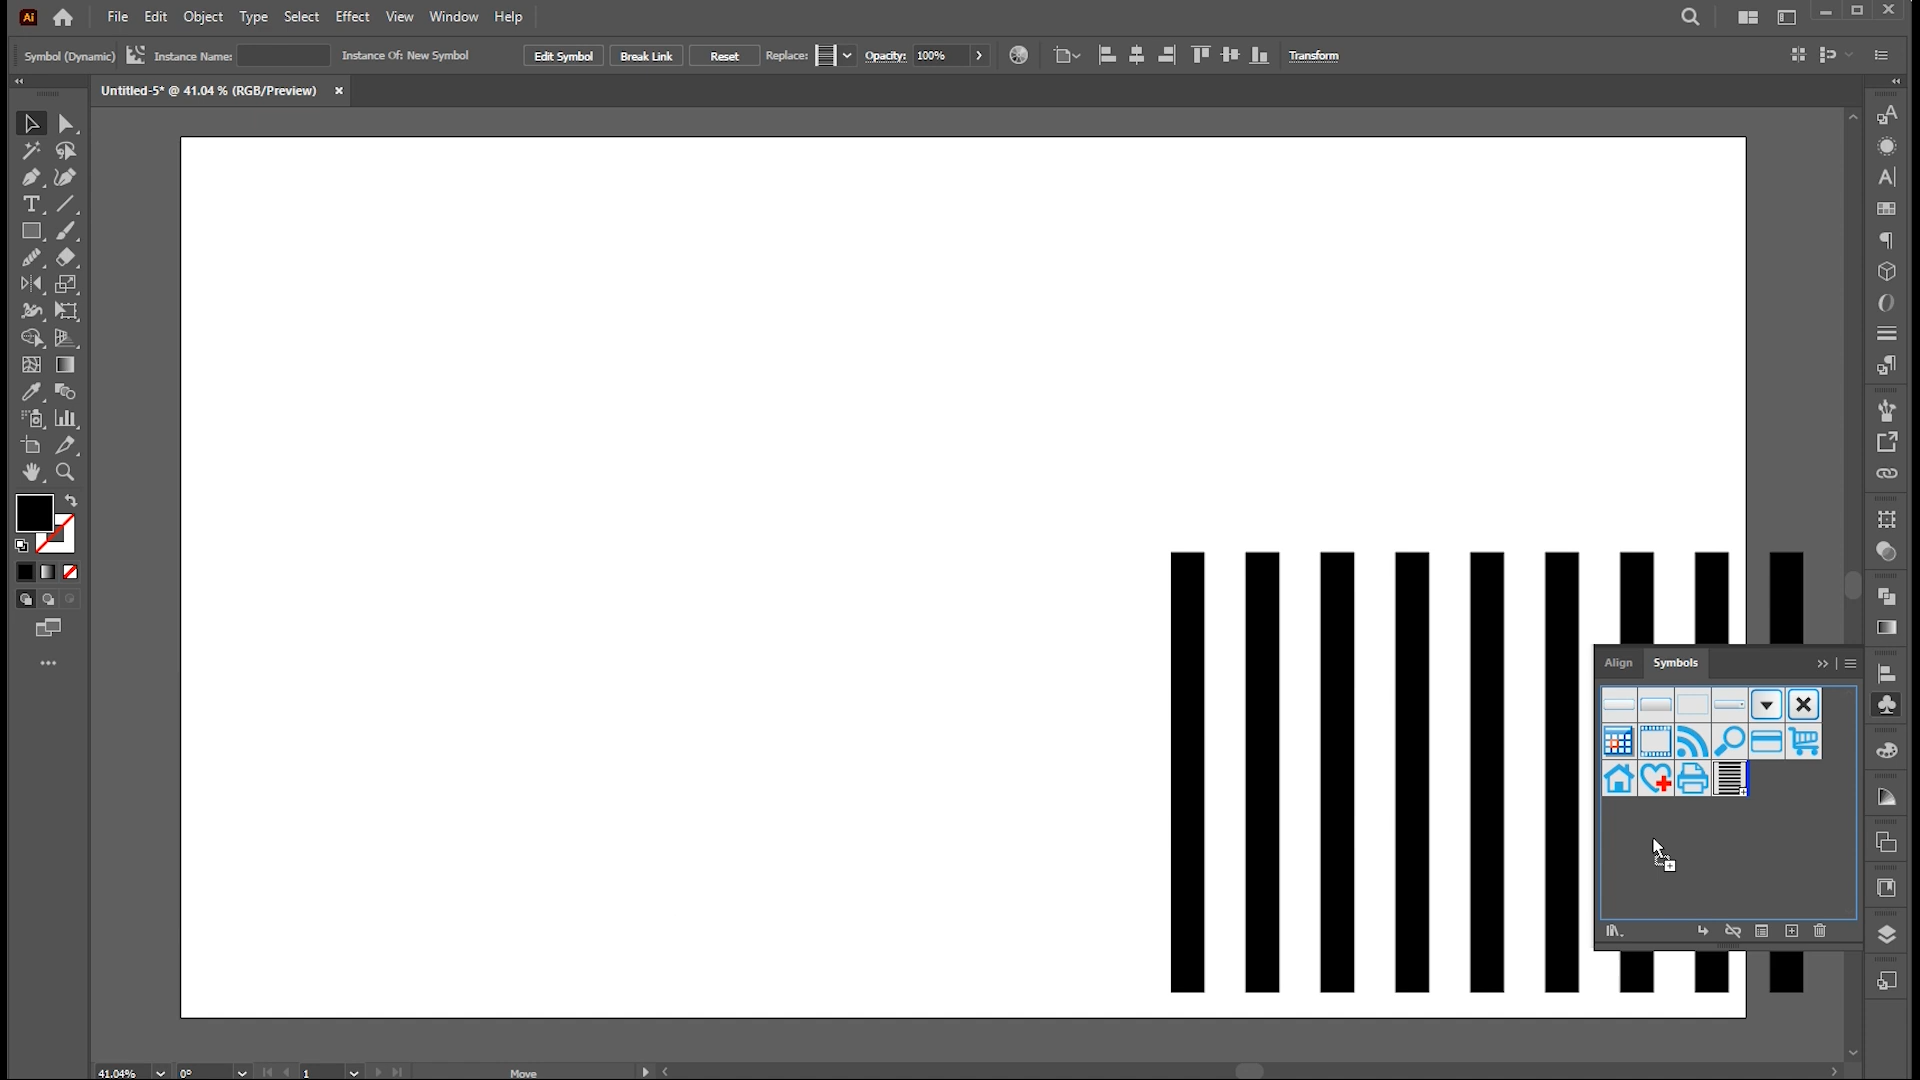 Ai File Edit Object Type Select Effect View Window Help
Symbol (Dynamic) Instance Name: Instance Of: New Symbol Edit Symbol Break Link Reset Replace: Opacity: 100% Transform
Untitled-5* @ 41.04 % (RGB/Preview)
Align Symbols
41.04% 0° 1 Move